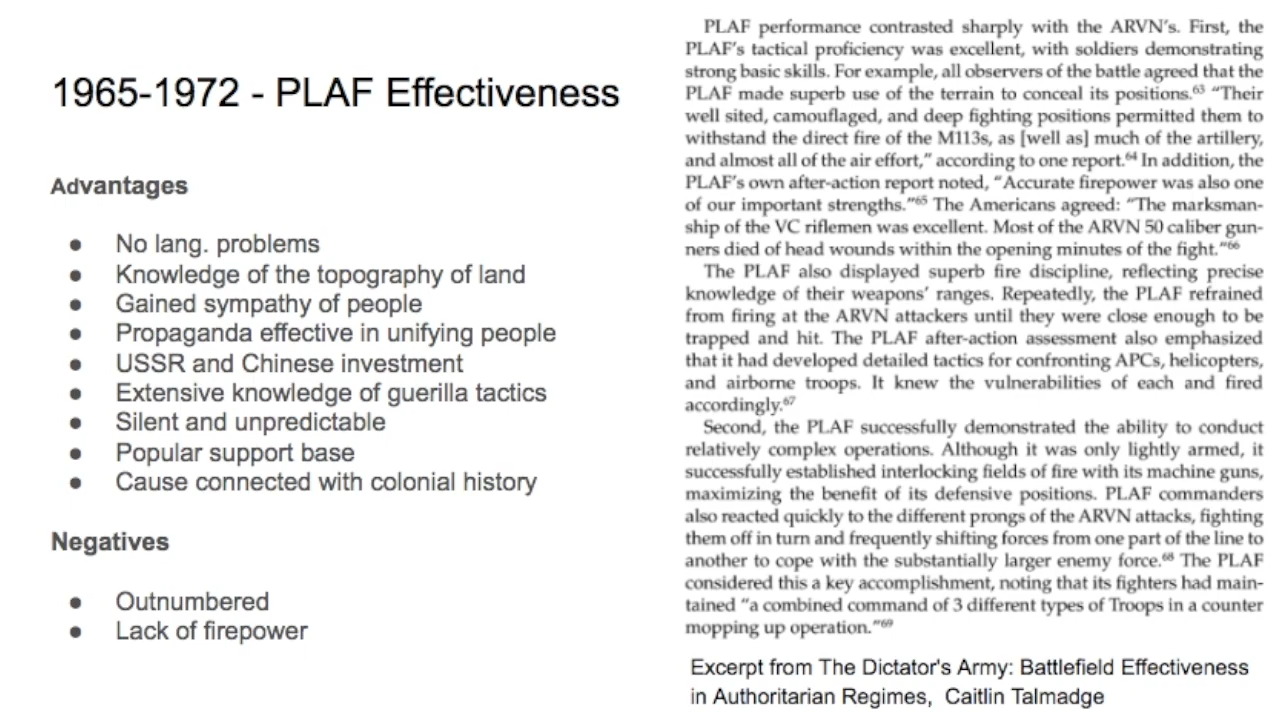 1965-1972 - PLAF Effectiveness
Advantages
● No lang. problems
● Knowledge of the topography of land
● Gained sympathy of people
● Propaganda effective in unifying people
● USSR and Chinese investment
● Extensive knowledge of guerilla tactics
● Silent and unpredictable
● Popular support base
● Cause connected with colonial history
Negatives
● Outnumbered
● Lack of firepower
PLAF performance contrasted sharply with the ARVN's. First, the
PLAF's tactical proficiency was excellent, with soldiers demonstrating
strong basic skills. For example, all observers of the battle agreed that the
PLAF made superb use of the terrain to conceal its positions.⁶³ "Their
well sited, camouflaged, and deep fighting positions permitted them to
withstand the direct fire of the M113s, as [well as] much of the artillery,
and almost all of the air effort," according to one report.⁶⁴ In addition, the
PLAF's own after-action report noted, "Accurate firepower was also one
of our important strengths."⁶⁵ The Americans agreed: "The marksman-
ship of the VC riflemen was excellent. Most of the ARVN 50 caliber gun-
ners died of head wounds within the opening minutes of the fight."⁶⁶
The PLAF also displayed superb fire discipline, reflecting precise
knowledge of their weapons' ranges. Repeatedly, the PLAF refrained
from firing at the ARVN attackers until they were close enough to be
trapped and hit. The PLAF after-action assessment also emphasized
that it had developed detailed tactics for confronting APCs, helicopters,
and airborne troops. It knew the vulnerabilities of each and fired
accordingly.⁶⁷
Second, the PLAF successfully demonstrated the ability to conduct
relatively complex operations. Although it was only lightly armed, it
successfully established interlocking fields of fire with its machine guns,
maximizing the benefit of its defensive positions. PLAF commanders
also reacted quickly to the different prongs of the ARVN attacks, fighting
them off in turn and frequently shifting forces from one part of the line to
another to cope with the substantially larger enemy force.⁶⁸ The PLAF
considered this a key accomplishment, noting that its fighters had main-
tained "a combined command of 3 different types of Troops in a counter
mopping up operation."⁶⁹
Excerpt from The Dictator's Army: Battlefield Effectiveness
in Authoritarian Regimes, Caitlin Talmadge